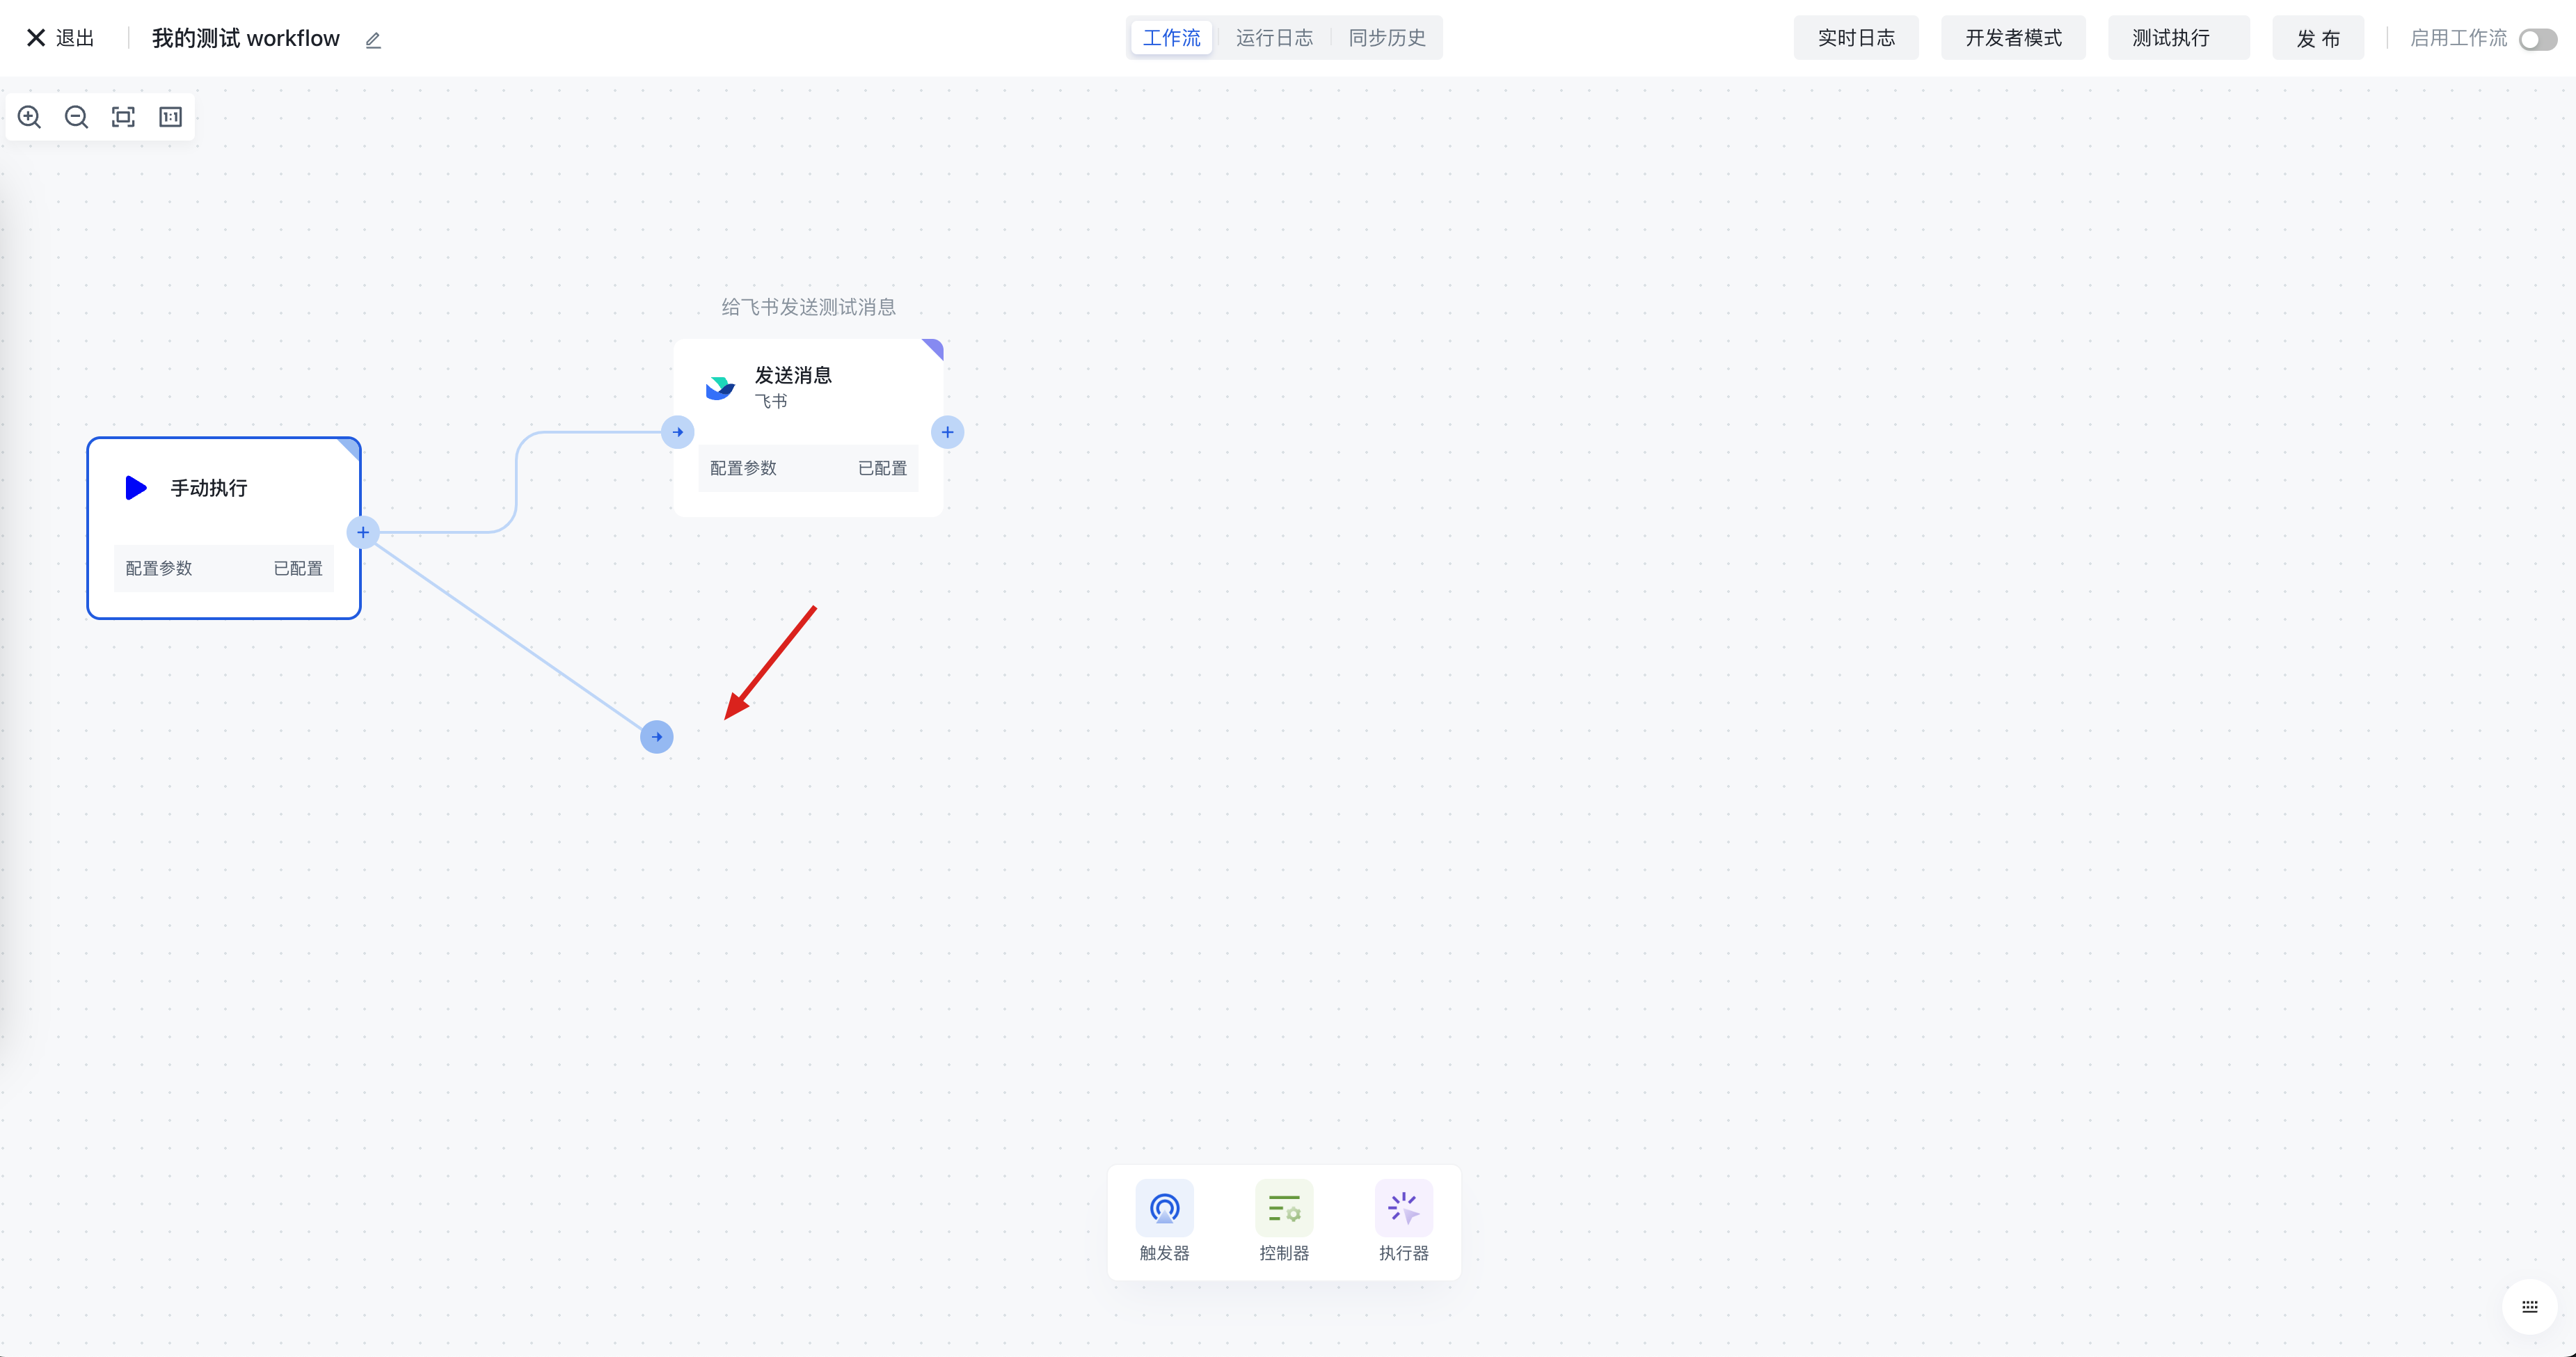 退出
我的测试 workflow
工作流
运行日志
同步历史
实时日志
开发者模式
测试执行
发 布
启用工作流
1:1
给飞书发送测试消息
发送消息
飞书
配置参数 已配置
手动执行
配置参数 已配置
触发器
控制器
执行器